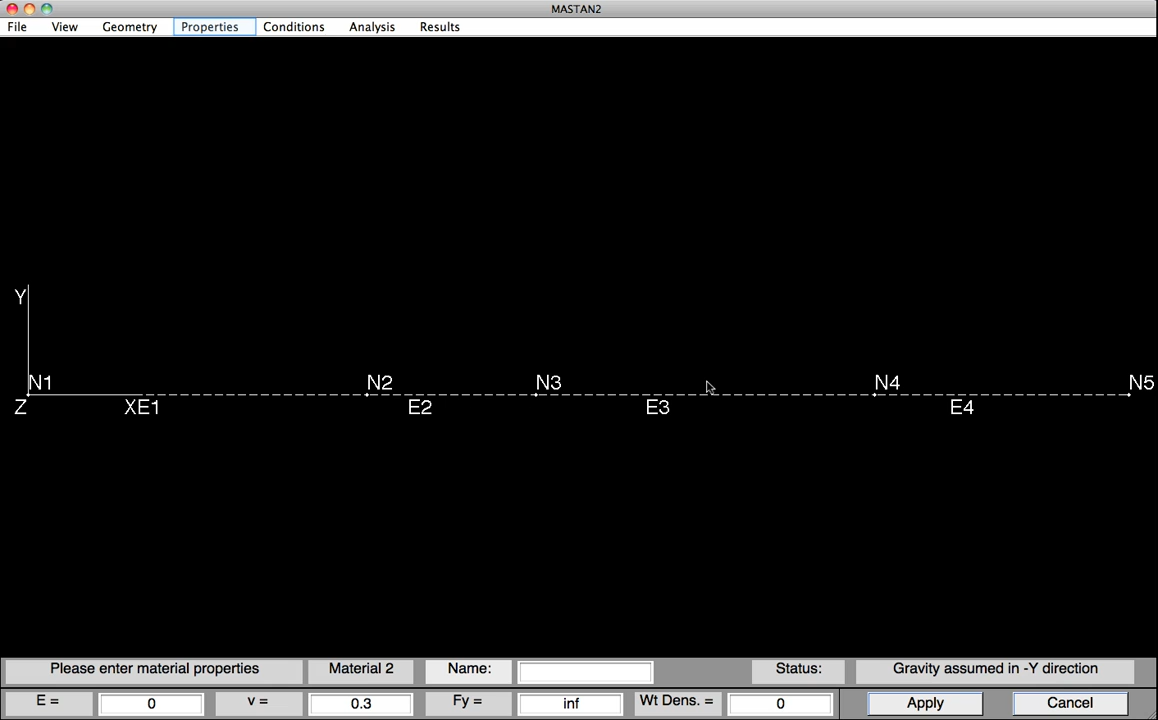 MASTAN2
File View Geometry Properties Conditions Analysis Results
Y
N1 N2 N3 N4 N5
Z XE1 E2 E3 E4
Please enter material properties Material 2 Name: Status: Gravity assumed in -Y direction
E = 0 v = 0.3 Fy = inf Wt Dens. = 0 Apply Cancel